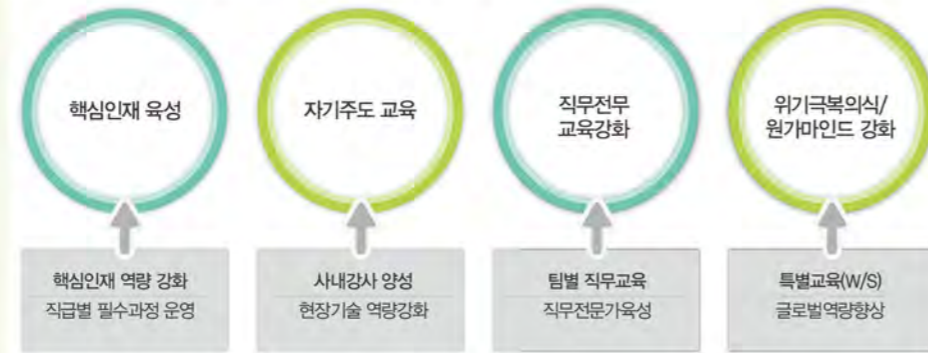 핵심인재 육성
자기주도 교육
직무전무
교육강화
위기극복의식/
원가마인드 강화
핵심인재 역량 강화
직급별 필수과정 운영
사내강사 양성
현장기술 역량강화
팀별 직무교육
직무전문가육성
특별교육(W/S)
글로벌역량향상